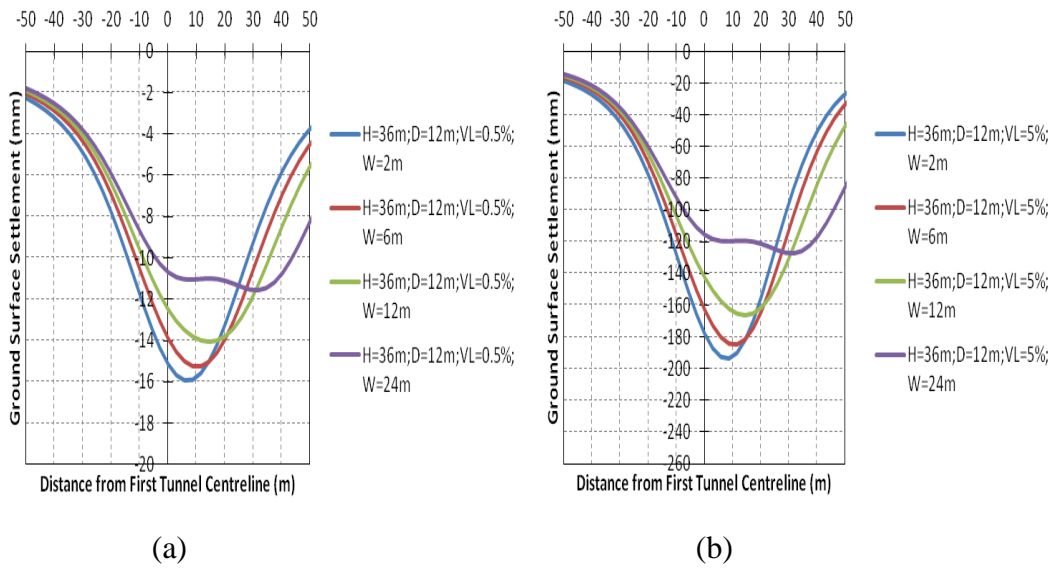 -50 -40 -30 -20 -10 0 10 20 30 40 50
0
-2
-4
-6
-8
-10
-12
-14
-16
-18
-20
Ground Surface Settlement (mm)
Distance from First Tunnel Centreline (m)
H=36m;D=12m;VL=0.5%;
W=2m
H=36m;D=12m;VL=0.5%;
W=6m
H=36m;D=12m;VL=0.5%;
W=12m
H=36m;D=12m;VL=0.5%;
W=24m
(a)
-50 -40 -30 -20 -10 0 10 20 30 40 50
0
-20
-40
-60
-80
-100
-120
-140
-160
-180
-200
-220
-240
-260
Ground Surface Settlement (mm)
Distance from First Tunnel Centreline (m)
H=36m;D=12m;VL=5%;
W=2m
H=36m;D=12m;VL=5%;
W=6m
H=36m;D=12m;VL=5%;
W=12m
H=36m;D=12m;VL=5%;
W=24m
(b)